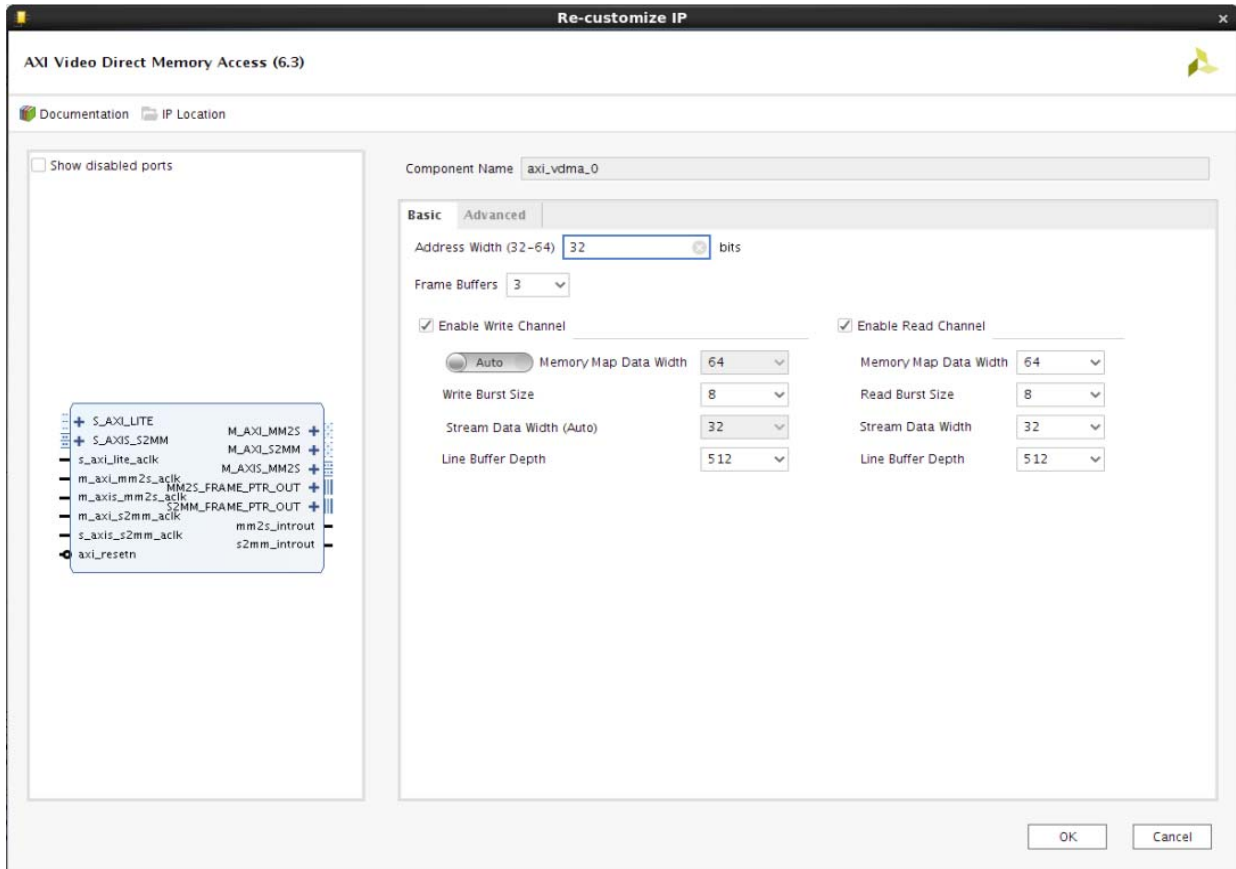 Re-customize IP
AXI Video Direct Memory Access (6.3)
Documentation IP Location
Show disabled ports
S_AXI_LITE
S_AXIS_S2MM
s_axi_lite_aclk
m_axi_mm2s_aclk
m_axis_mm2s_aclk
m_axi_s2mm_aclk
s_axis_s2mm_aclk
axi_resetn
M_AXI_MM2S
M_AXI_S2MM
M_AXIS_MM2S
MM2S_FRAME_PTR_OUT
S2MM_FRAME_PTR_OUT
mm2s_introut
s2mm_introut
Component Name axi_vdma_0
Basic Advanced
Address Width (32-64) 32 bits
Frame Buffers 3
Enable Write Channel
Auto Memory Map Data Width 64
Write Burst Size 8
Stream Data Width (Auto) 32
Line Buffer Depth 512
Enable Read Channel
Memory Map Data Width 64
Read Burst Size 8
Stream Data Width 32
Line Buffer Depth 512
OK Cancel